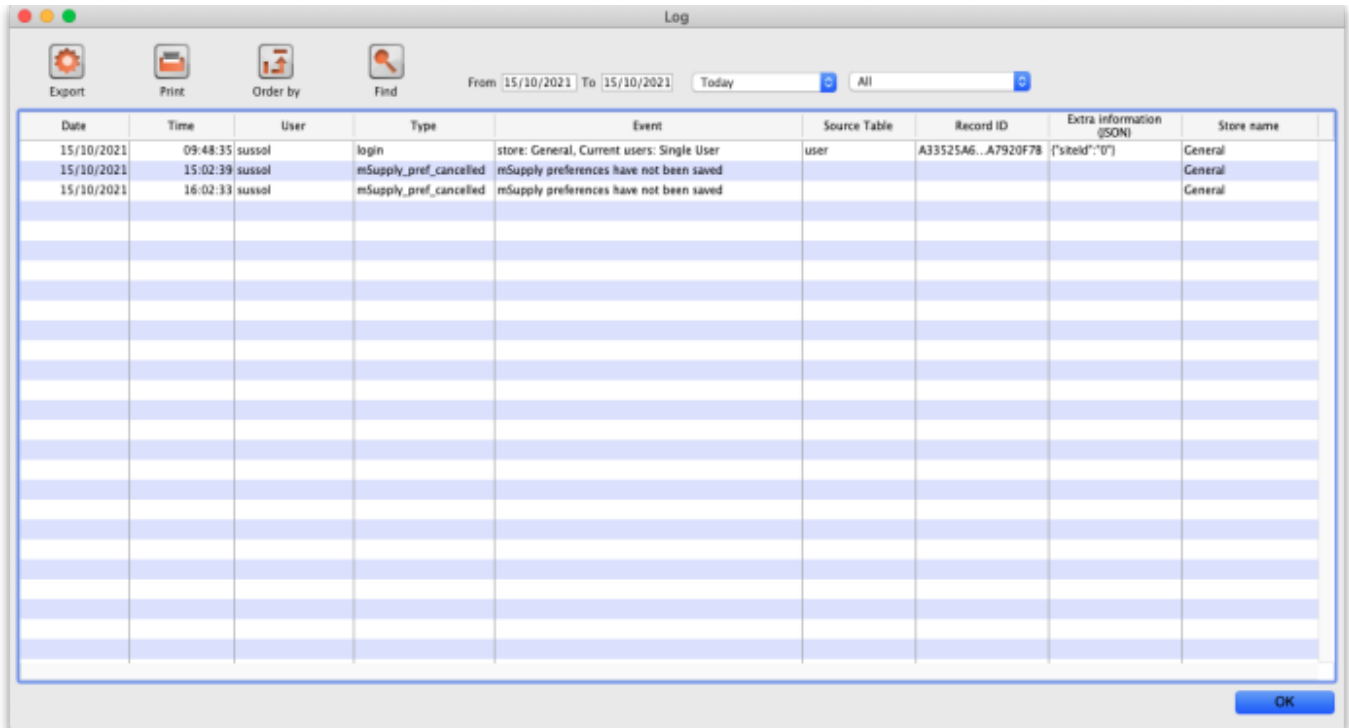 Log
Export Print Order by Find From 15/10/2021 To 15/10/2021 Today All
Date Time User Type Event Source Table Record ID Extra information (JSON) Store name
15/10/2021 09:48:35 sussol login store: General, Current users: Single User user A33525A6...A7920F7B {"siteId":"0"} General
15/10/2021 15:02:39 sussol mSupply_pref_cancelled mSupply preferences have not been saved General
15/10/2021 16:02:33 sussol mSupply_pref_cancelled mSupply preferences have not been saved General
OK